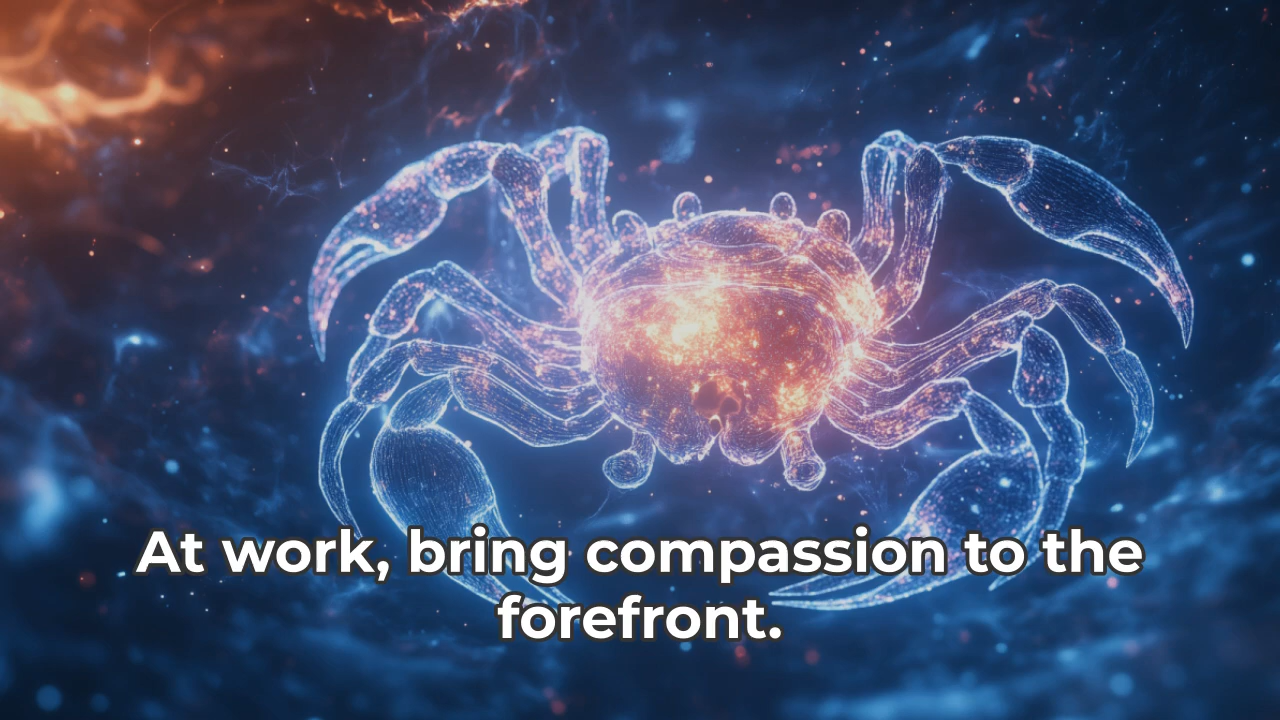 At work, bring compassion to the
forefront.